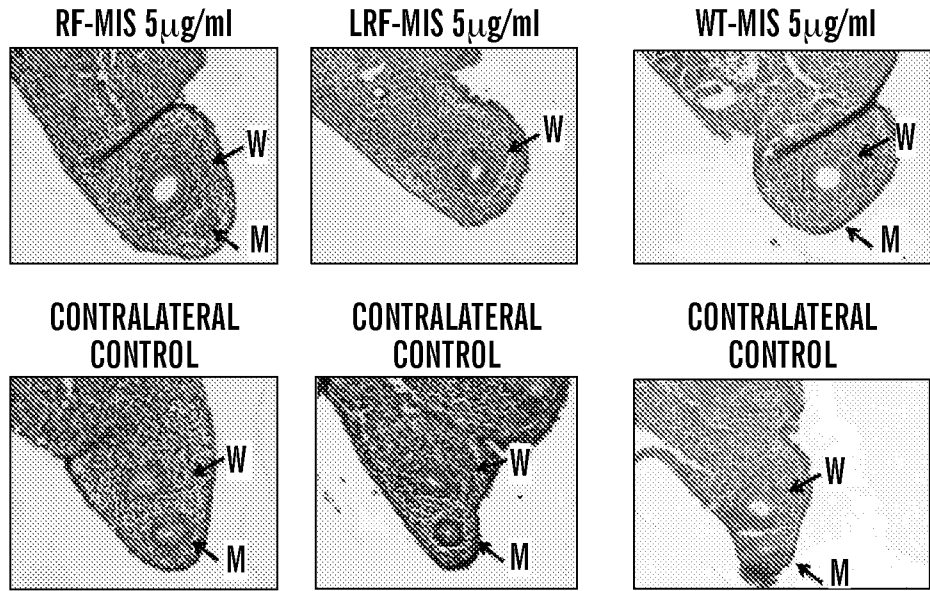 RF-MIS 5µg/ml
LRF-MIS 5µg/ml
WT-MIS 5µg/ml
W
M
W
W
M
CONTRALATERAL
CONTROL
CONTRALATERAL
CONTROL
CONTRALATERAL
CONTROL
W
M
W
M
W
M